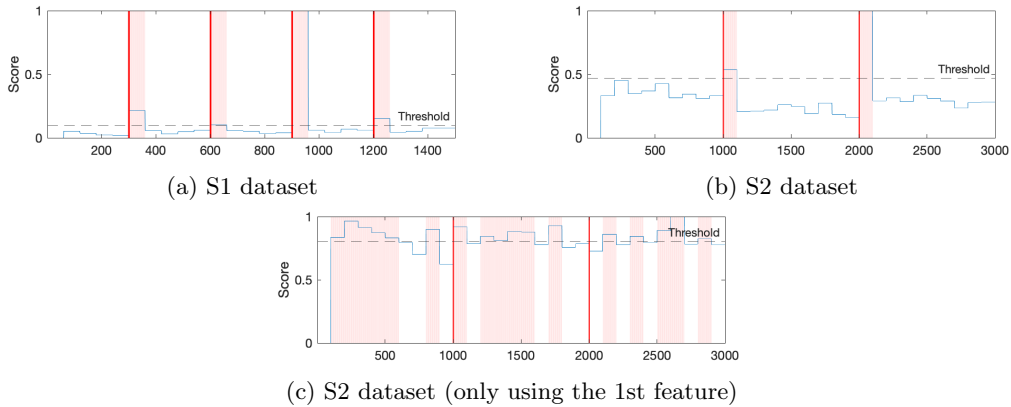 1
0.5
0
Score
Threshold
200 400 600 800 1000 1200 1400
(a) S1 dataset
1
0.5
0
Score
Threshold
500 1000 1500 2000 2500 3000
(b) S2 dataset
1
0.5
0
Score
Threshold
500 1000 1500 2000 2500 3000
(c) S2 dataset (only using the 1st feature)